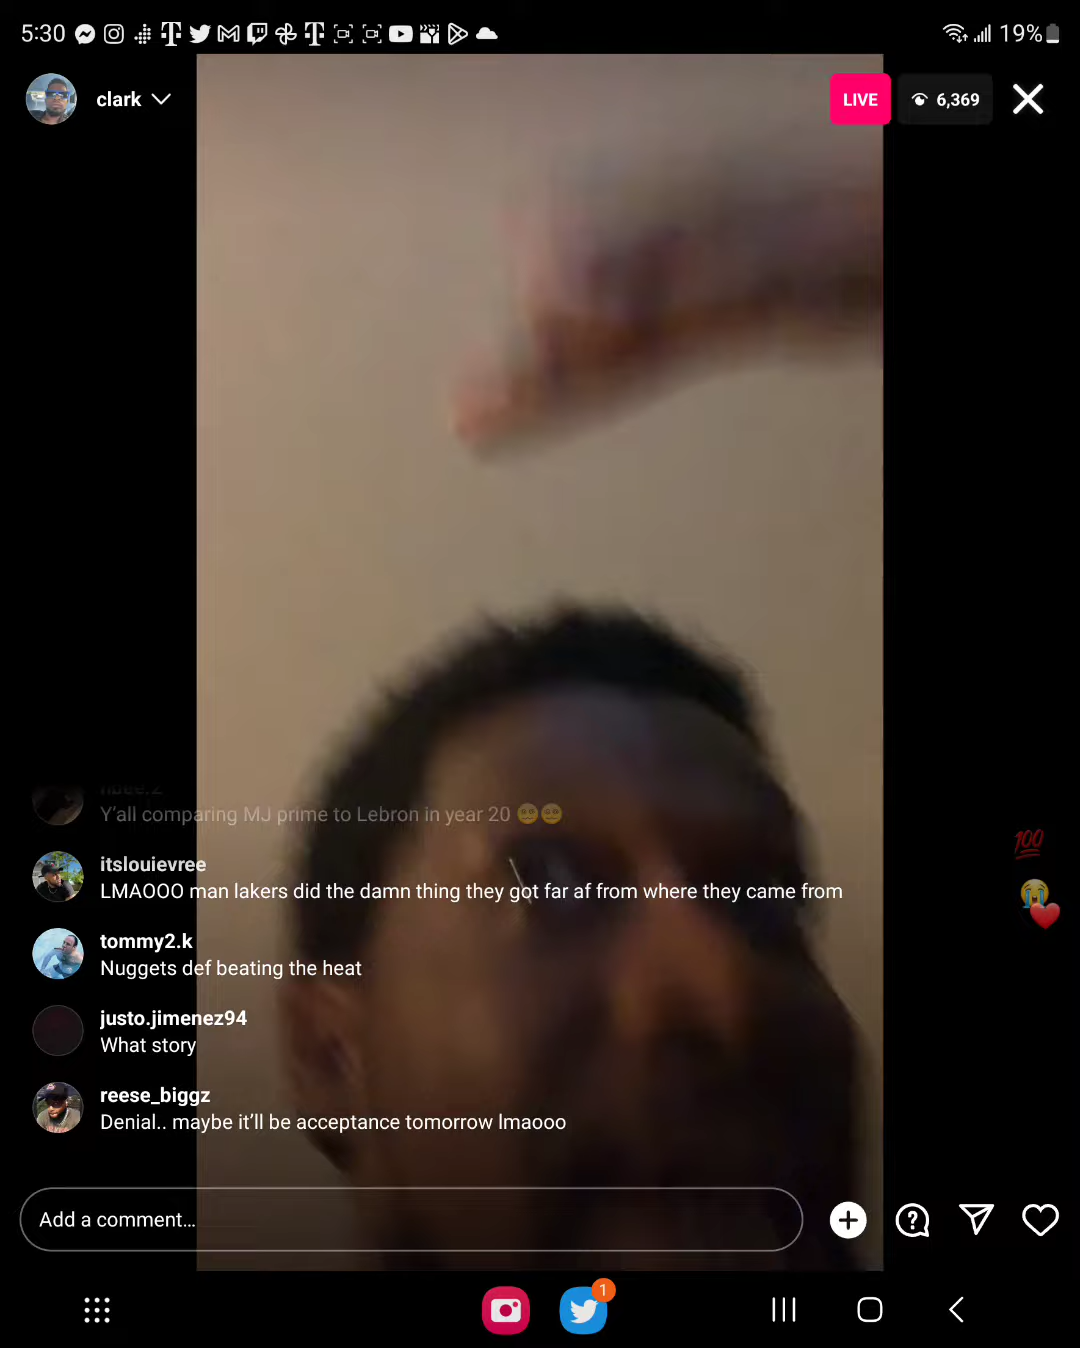 5:30
19%
clark
LIVE
6,369
Y'all comparing MJ prime to Lebron in year 20 😵‍💫😵‍💫
itslouievree
LMAOOO man lakers did the damn thing they got far af from where they came from
tommy2.k
Nuggets def beating the heat
justo.jimenez94
What story
reese_biggz
Denial.. maybe it’ll be acceptance tomorrow lmaooo
Add a comment...
1